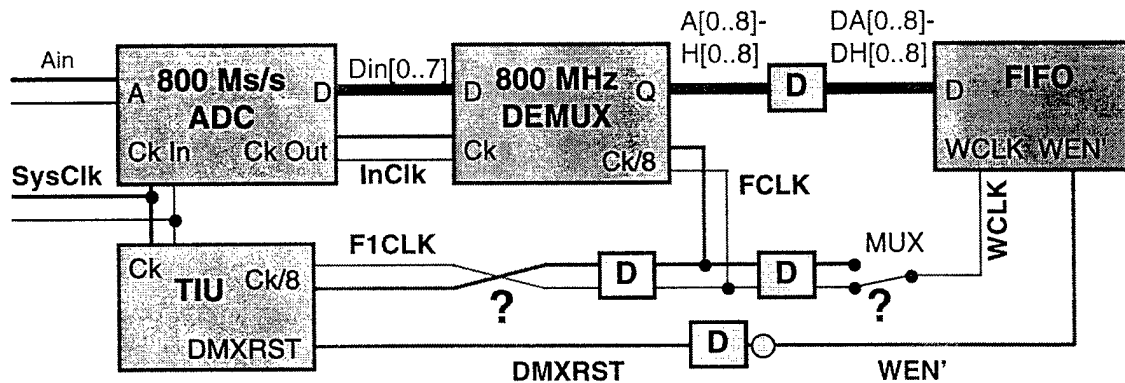 A[0..8]-
H[0..8]
DA[0..8]-
DH[0..8]
Ain
800 Ms/s
ADC
A
D
Ck In
Ck Out
Din[0..7]
InClk
800 MHz
DEMUX
D
Q
Ck
Ck/8
D
FIFO
D
WCLK
WEN'
SysClk
FCLK
WCLK
F1CLK
MUX
Ck
Ck/8
TIU
DMXRST
?
D
D
?
D
DMXRST
WEN'